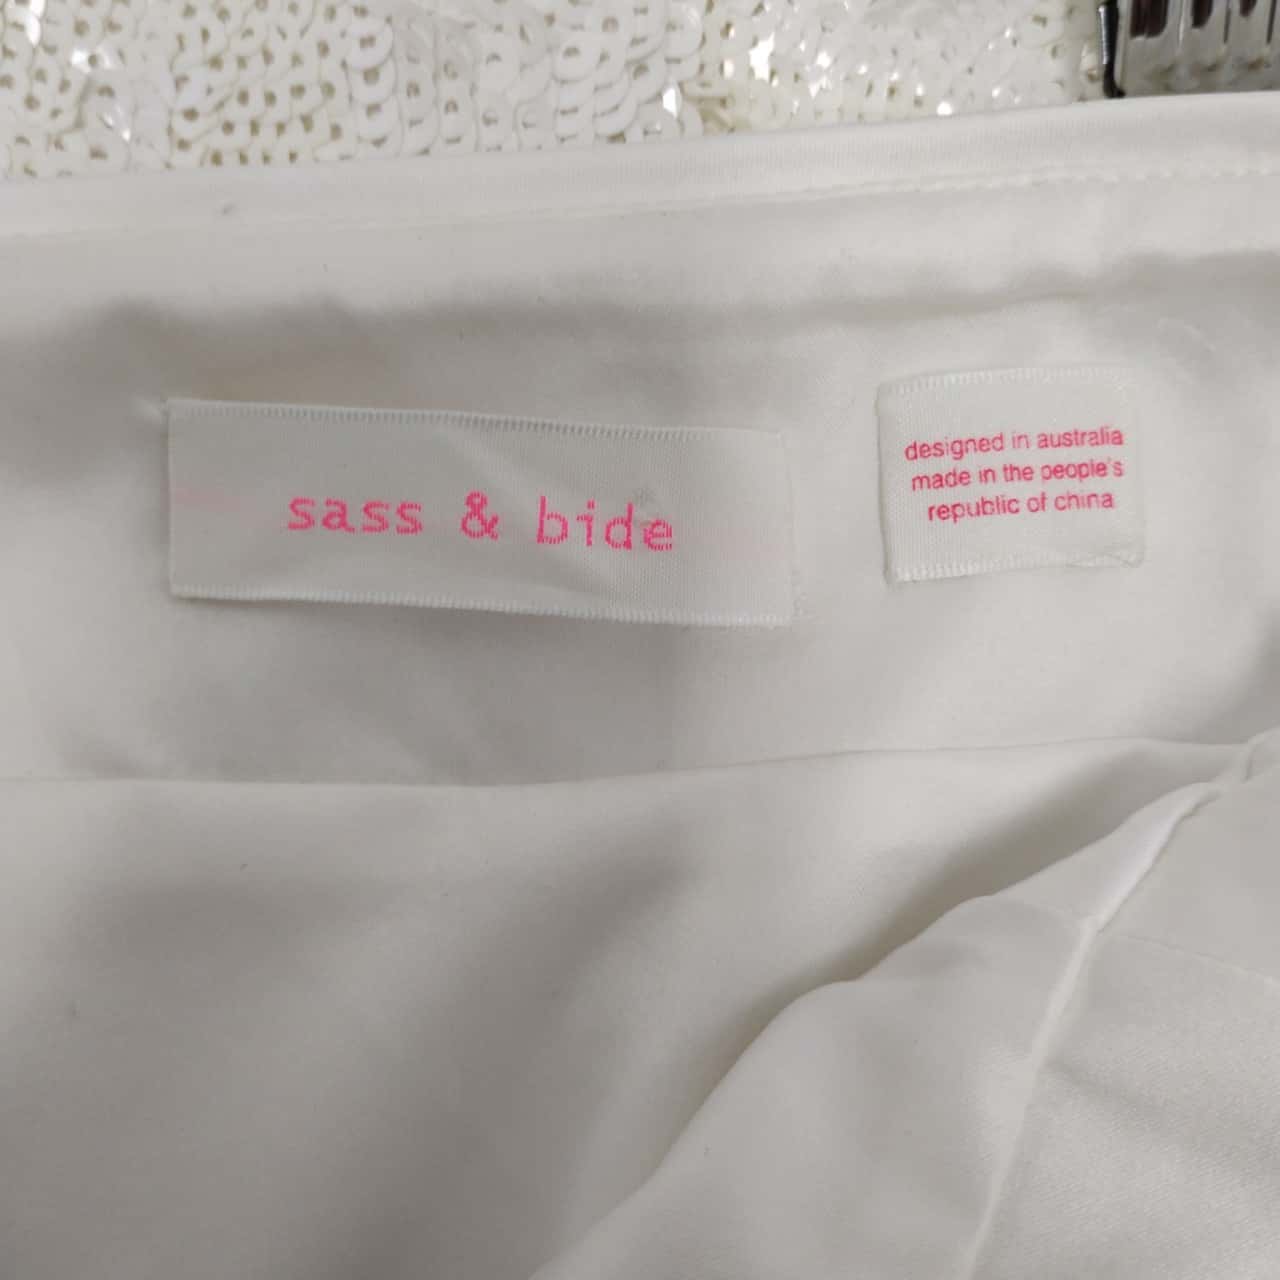 sass & bide
designed in australia
made in the people's
republic of china